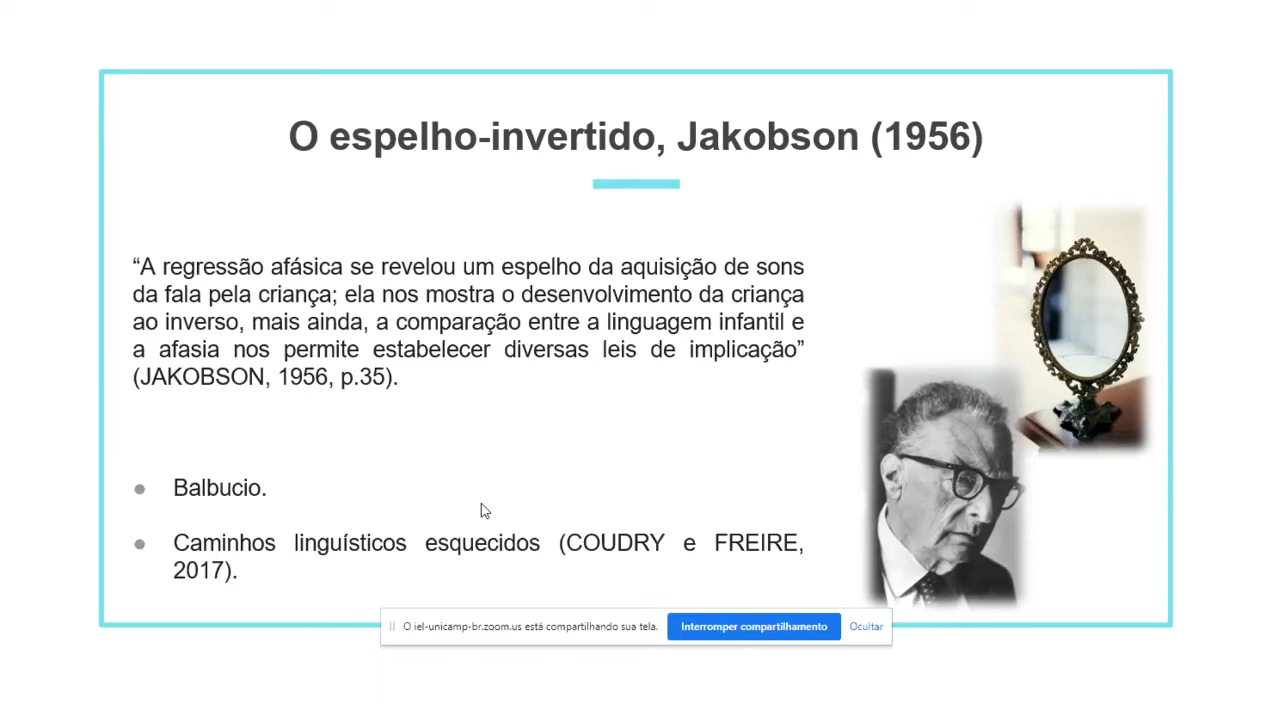 O espelho-invertido, Jakobson (1956)
“A regressão afásica se revelou um espelho da aquisição de sons
da fala pela criança; ela nos mostra o desenvolvimento da criança
ao inverso, mais ainda, a comparação entre a linguagem infantil e
a afasia nos permite estabelecer diversas leis de implicação”
(JAKOBSON, 1956, p.35).
● Balbucio.
● Caminhos linguísticos esquecidos (COUDRY e FREIRE,
2017).
O iel-unicamp-br.zoom.us está compartilhando sua tela. Interromper compartilhamento Ocultar